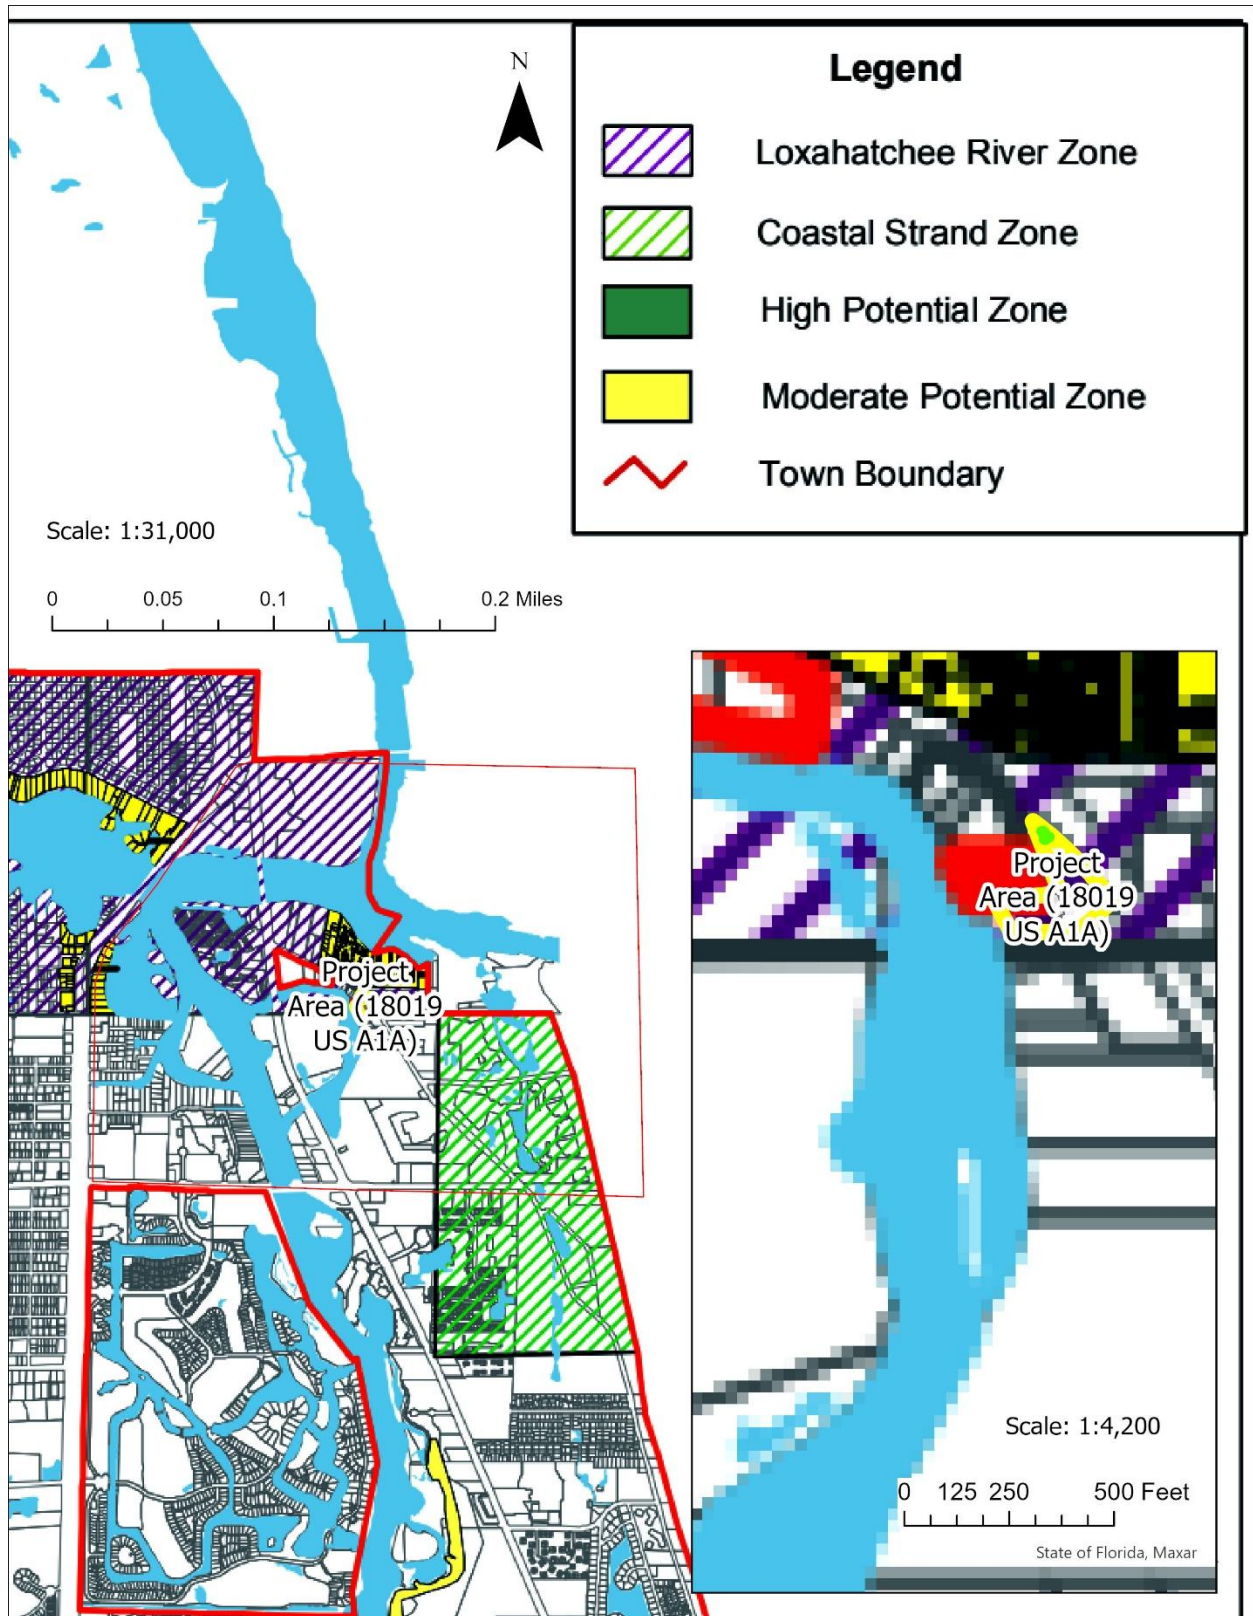 N
Legend
Loxahatchee River Zone
Coastal Strand Zone
High Potential Zone
Moderate Potential Zone
Town Boundary
Scale: 1:31,000
0 0.05 0.1 0.2 Miles
Project
Area (18019
US A1A)
Project
Area (18019
US A1A)
Scale: 1:4,200
0 125 250 500 Feet
State of Florida, Maxar